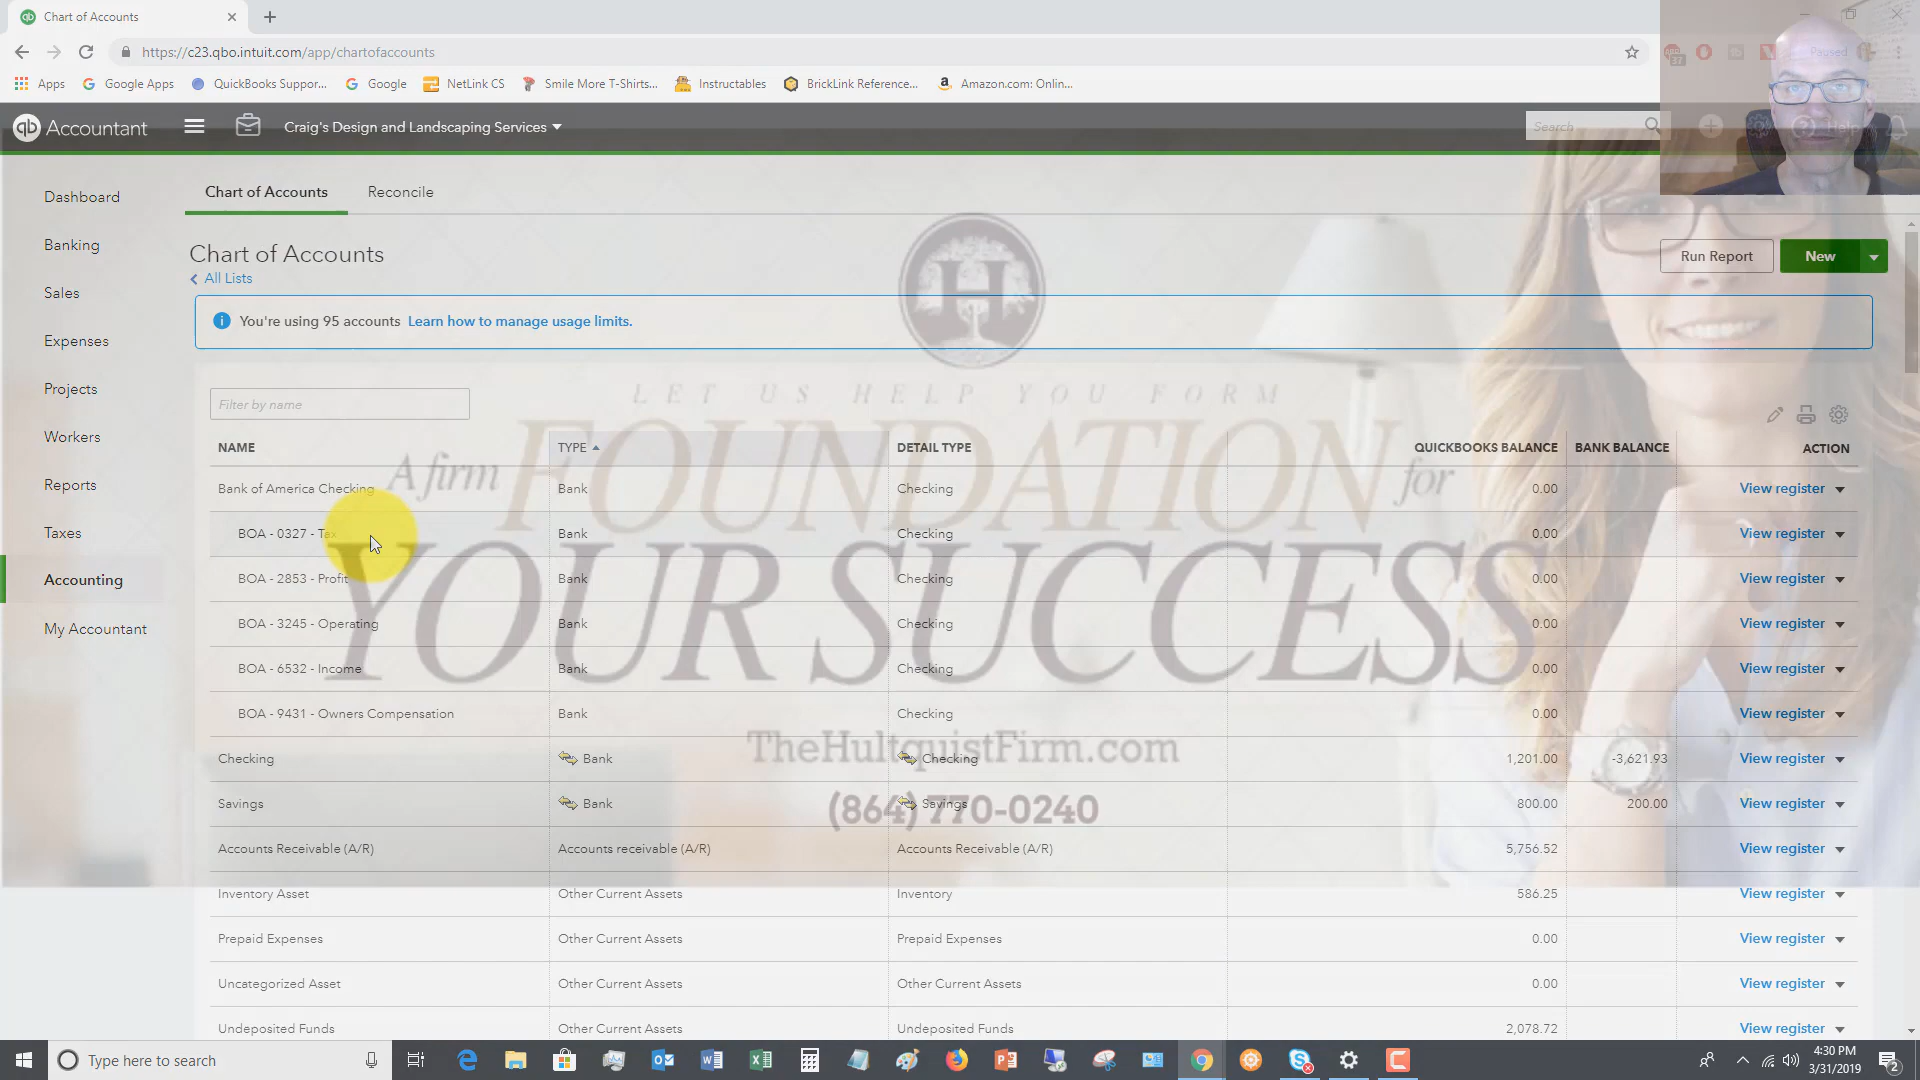 Chart of Accounts
https://c23.qbo.intuit.com/app/chartofaccounts
Paused
Apps
Google Apps
QuickBooks Suppor...
Google
NetLink CS
Smile More T-Shirts...
Instructables
BrickLink Reference...
Amazon.com: Onlin...
qb Accountant
Craig's Design and Landscaping Services
Search
Help
Dashboard
Banking
Sales
Expenses
Projects
Workers
Reports
Taxes
Accounting
My Accountant
Chart of Accounts
Reconcile
Chart of Accounts
All Lists
Run Report
New
You're using 95 accounts Learn how to manage usage limits.
Filter by name
NAME TYPE DETAIL TYPE QUICKBOOKS BALANCE BANK BALANCE ACTION
Bank of America Checking Bank Checking 0.00 View register
BOA - 0327 - Tax Bank Checking 0.00 View register
BOA - 2853 - Profit Bank Checking 0.00 View register
BOA - 3245 - Operating Bank Checking 0.00 View register
BOA - 6532 - Income Bank Checking 0.00 View register
BOA - 9431 - Owners Compensation Bank Checking 0.00 View register
Checking Bank Checking 1,201.00 -3,621.93 View register
Savings Bank Savings 800.00 200.00 View register
Accounts Receivable (A/R) Accounts receivable (A/R) Accounts Receivable (A/R) 5,756.52 View register
Inventory Asset Other Current Assets Inventory 586.25 View register
Prepaid Expenses Other Current Assets Prepaid Expenses 0.00 View register
Uncategorized Asset Other Current Assets Other Current Assets 0.00 View register
Undeposited Funds Other Current Assets Undeposited Funds 2,078.72 View register
H
LET US HELP YOU FORM
A firm FOUNDATION for
YOUR SUCCESS
TheHultquistFirm.com
(864) 770-0240
Type here to search
4:30 PM
3/31/2019
2